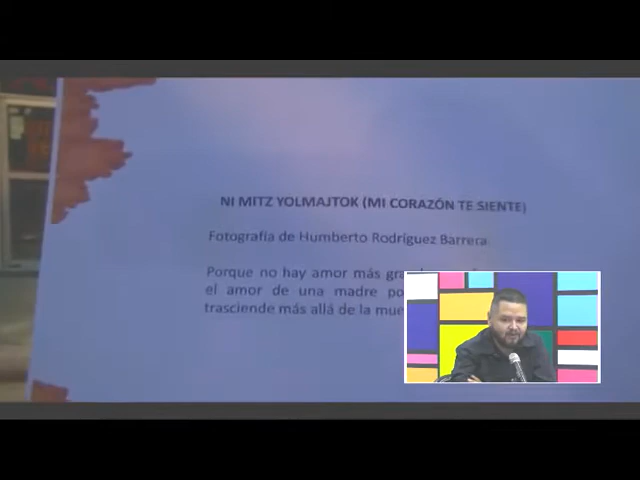 NI MITZ YOLMAJTOK (MI CORAZÓN TE SIENTE)
Fotografía de Humberto Rodríguez Barrera.
Porque no hay amor más
el amor de una madre
trasciende más allá de la